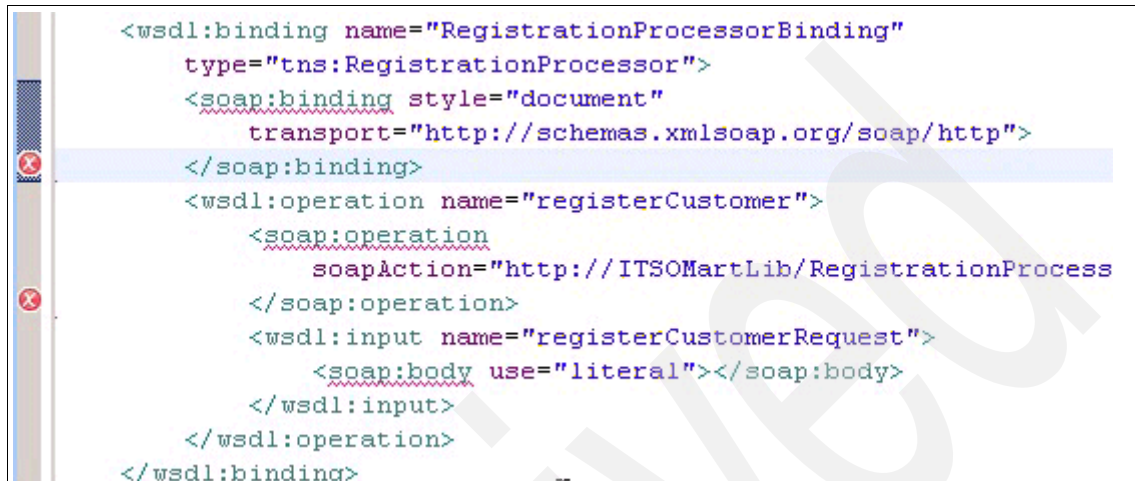 <wsdl:binding name="RegistrationProcessorBinding"
type="tns:RegistrationProcessor">
<soap:binding style="document"
transport="http://schemas.xmlsoap.org/soap/http">
</soap:binding>
<wsdl:operation name="registerCustomer">
<soap:operation
soapAction="http://ITSOMartLib/RegistrationProcess
</soap:operation>
<wsdl:input name="registerCustomerRequest">
<soap:body use="literal"></soap:body>
</wsdl:input>
</wsdl:operation>
</wsdl:binding>